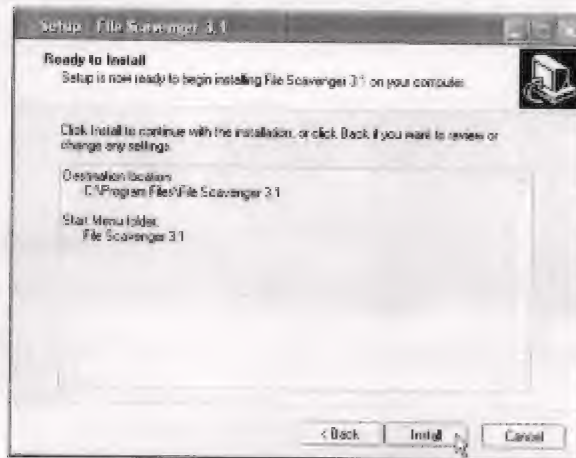 Setup File Scavenger 3.1
Ready to Install
Setup is now ready to begin installing File Scavenger 3.1 on your computer.
Click Install to continue with the installation, or click Back if you want to review or
change any settings.
Destination location:
C:\Program Files\File Scavenger 3.1
Start Menu folder:
File Scavenger 3.1
< Back
Install
Cancel